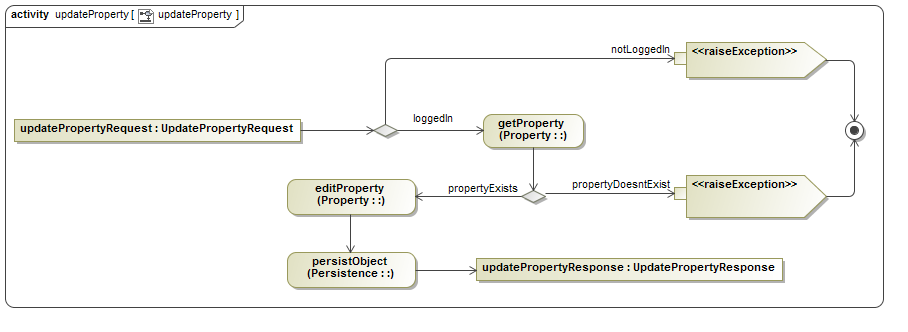 activity updateProperty [ updateProperty ]
notLoggedIn
<<raiseException>>
loggedIn
updatePropertyRequest : UpdatePropertyRequest
getProperty
(Property : :)
propertyExists
propertyDoesntExist
<<raiseException>>
editProperty
(Property : :)
persistObject
(Persistence : :)
updatePropertyResponse : UpdatePropertyResponse